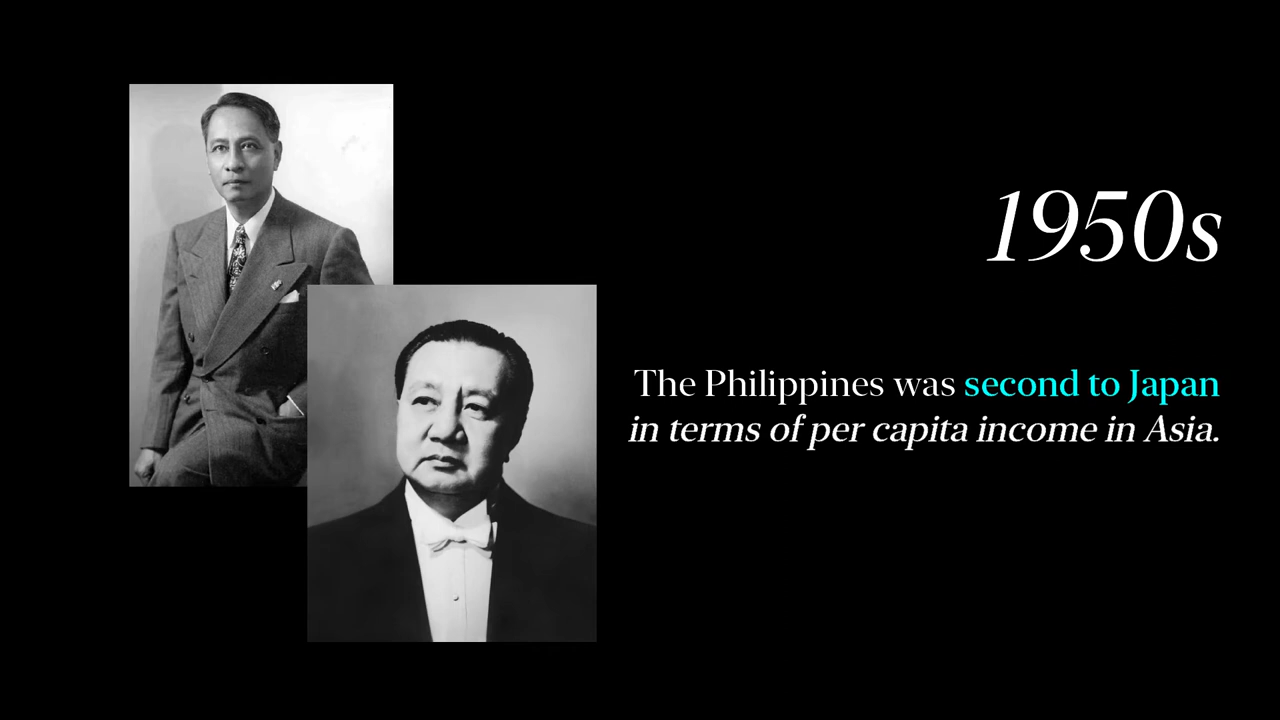 1950s
The Philippines was second to Japan
in terms of per capita income in Asia.